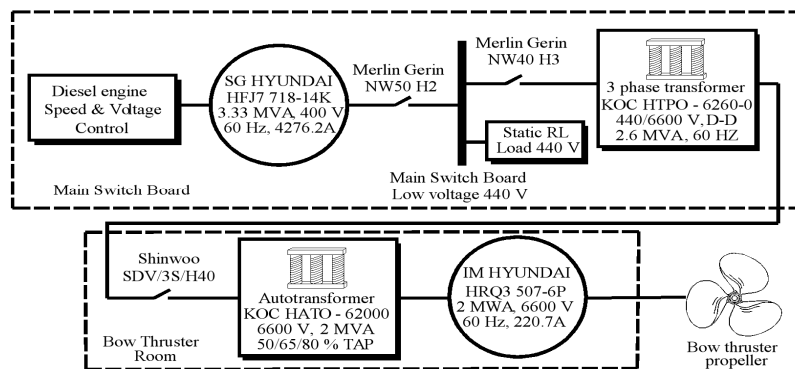 Diesel engine
Speed & Voltage
Control
SG HYUNDAI
HFJ7 718-14K
3.33 MVA, 400 V
60 Hz, 4276.2A
Merlin Gerin
NW50 H2
Merlin Gerin
NW40 H3
3 phase transformer
KOC HTPO - 6260-0
440/6600 V, D-D
2.6 MVA, 60 HZ
Static RL
Load 440 V
Main Switch Board
Low voltage 440 V
Main Switch Board
Shinwoo
SDV/3S/H40
Autotransformer
KOC HATO - 62000
6600 V, 2 MVA
50/65/80 % TAP
IM HYUNDAI
HRQ3 507-6P
2 MWA, 6600 V
60 Hz, 220.7A
Bow Thruster
Room
Bow thruster
propeller